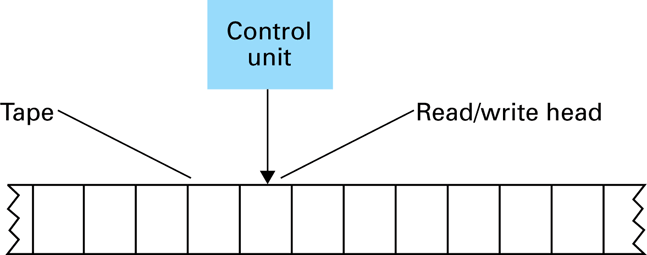 Control
unit
Tape
Read/write head